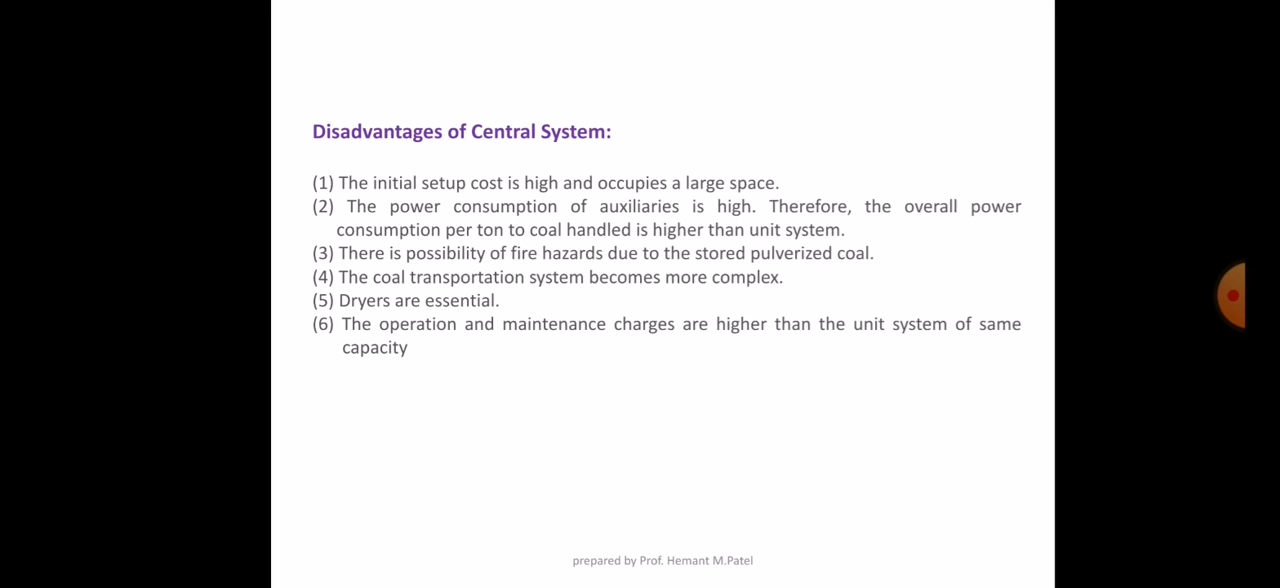 Disadvantages of Central System:
(1) The initial setup cost is high and occupies a large space.
(2) The power consumption of auxiliaries is high. Therefore, the overall power
consumption per ton to coal handled is higher than unit system.
(3) There is possibility of fire hazards due to the stored pulverized coal.
(4) The coal transportation system becomes more complex.
(5) Dryers are essential.
(6) The operation and maintenance charges are higher than the unit system of same
capacity
prepared by Prof. Hemant M.Patel